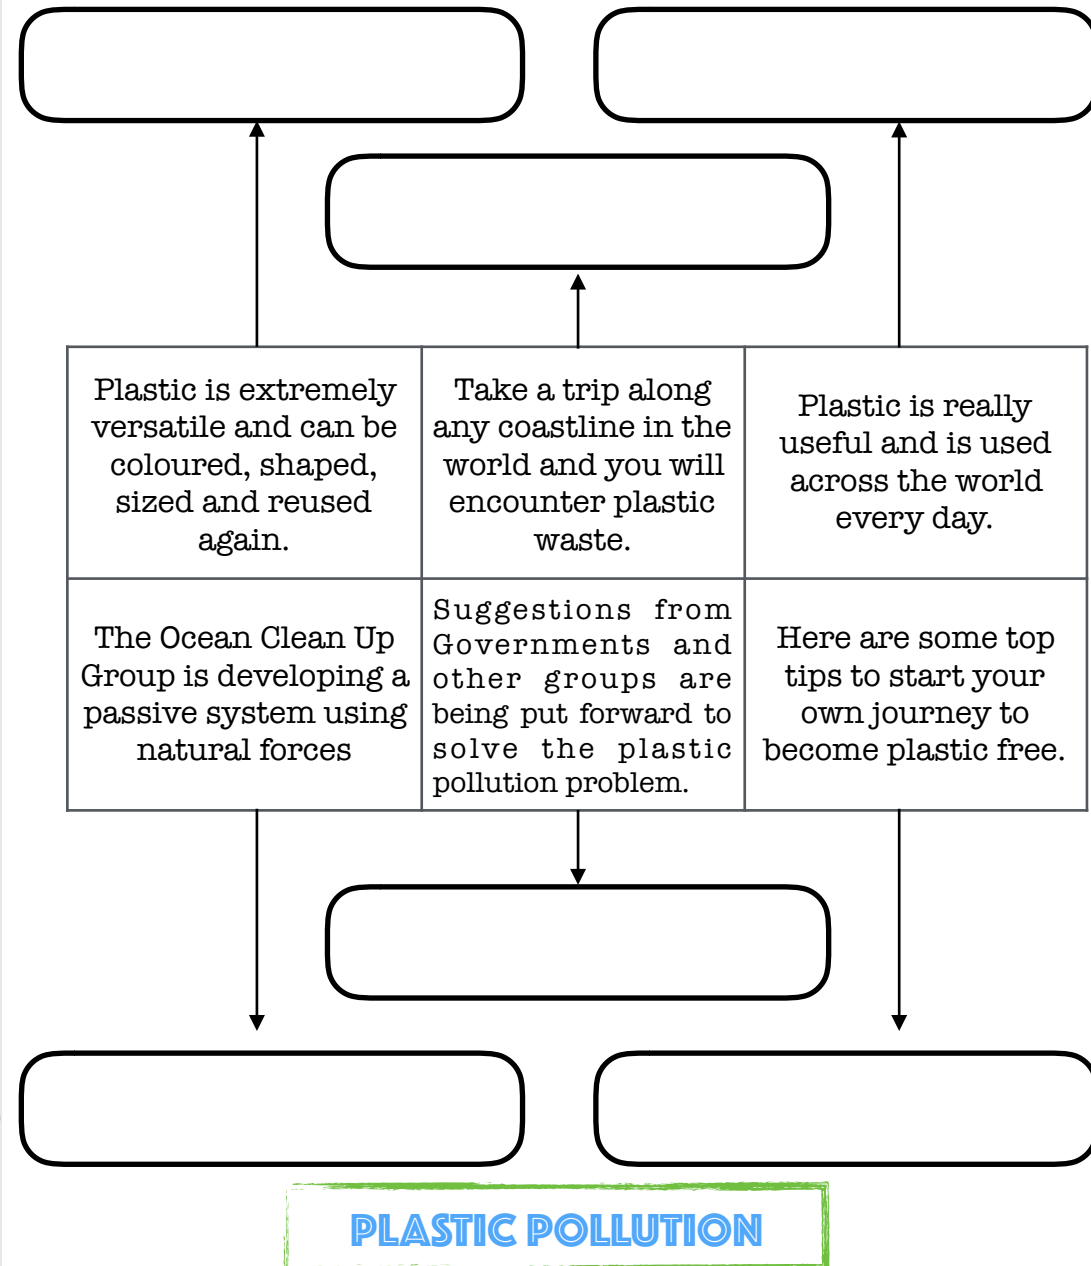 Plastic is extremely
versatile and can be
coloured, shaped,
sized and reused
again.
Take a trip along
any coastline in the
world and you will
encounter plastic
waste.
Plastic is really
useful and is used
across the world
every day.
The Ocean Clean Up
Group is developing a
passive system using
natural forces
Suggestions from
Governments and
other groups are
being put forward to
solve the plastic
pollution problem.
Here are some top
tips to start your
own journey to
become plastic free.
PLASTIC POLLUTION